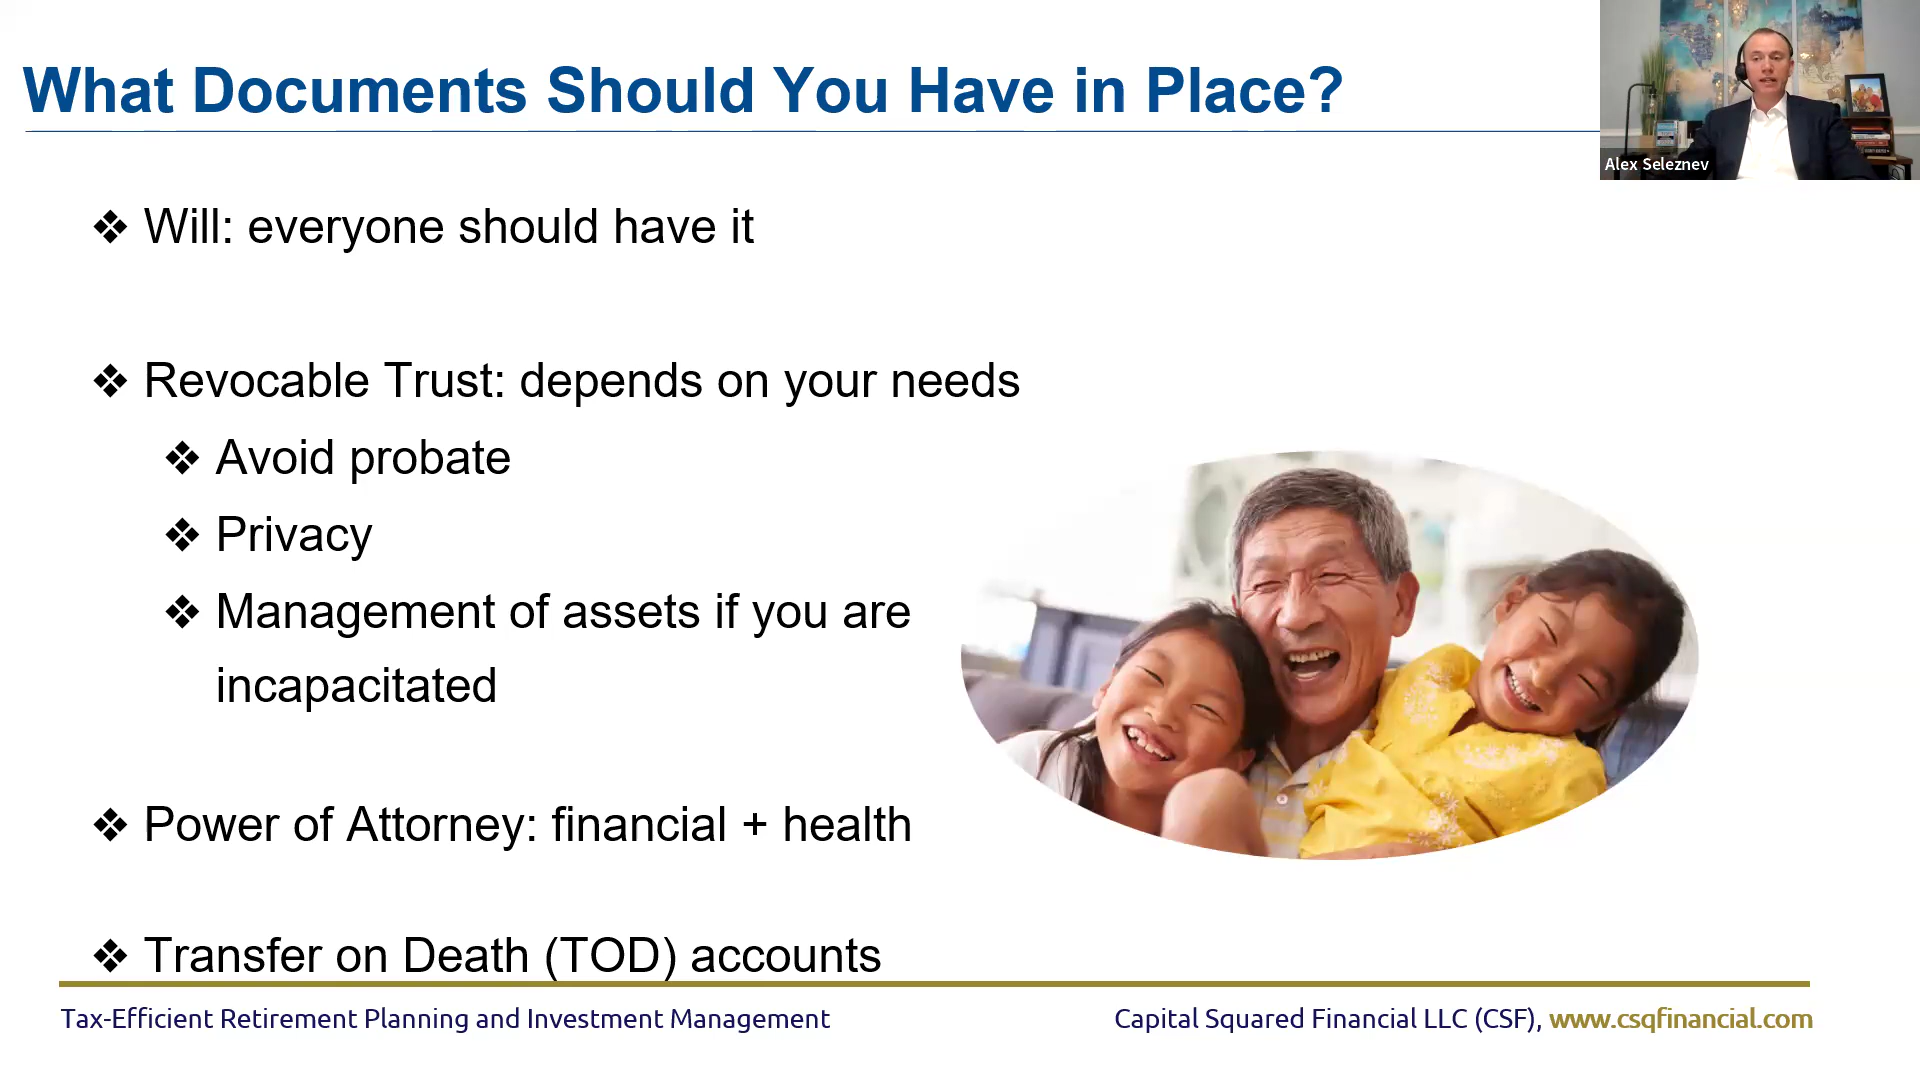 What Documents Should You Have in Place?
Alex Seleznev
❖ Will: everyone should have it
❖ Revocable Trust: depends on your needs
❖ Avoid probate
❖ Privacy
❖ Management of assets if you are
incapacitated
❖ Power of Attorney: financial + health
❖ Transfer on Death (TOD) accounts
Tax-Efficient Retirement Planning and Investment Management
Capital Squared Financial LLC (CSF), www.csqfinancial.com